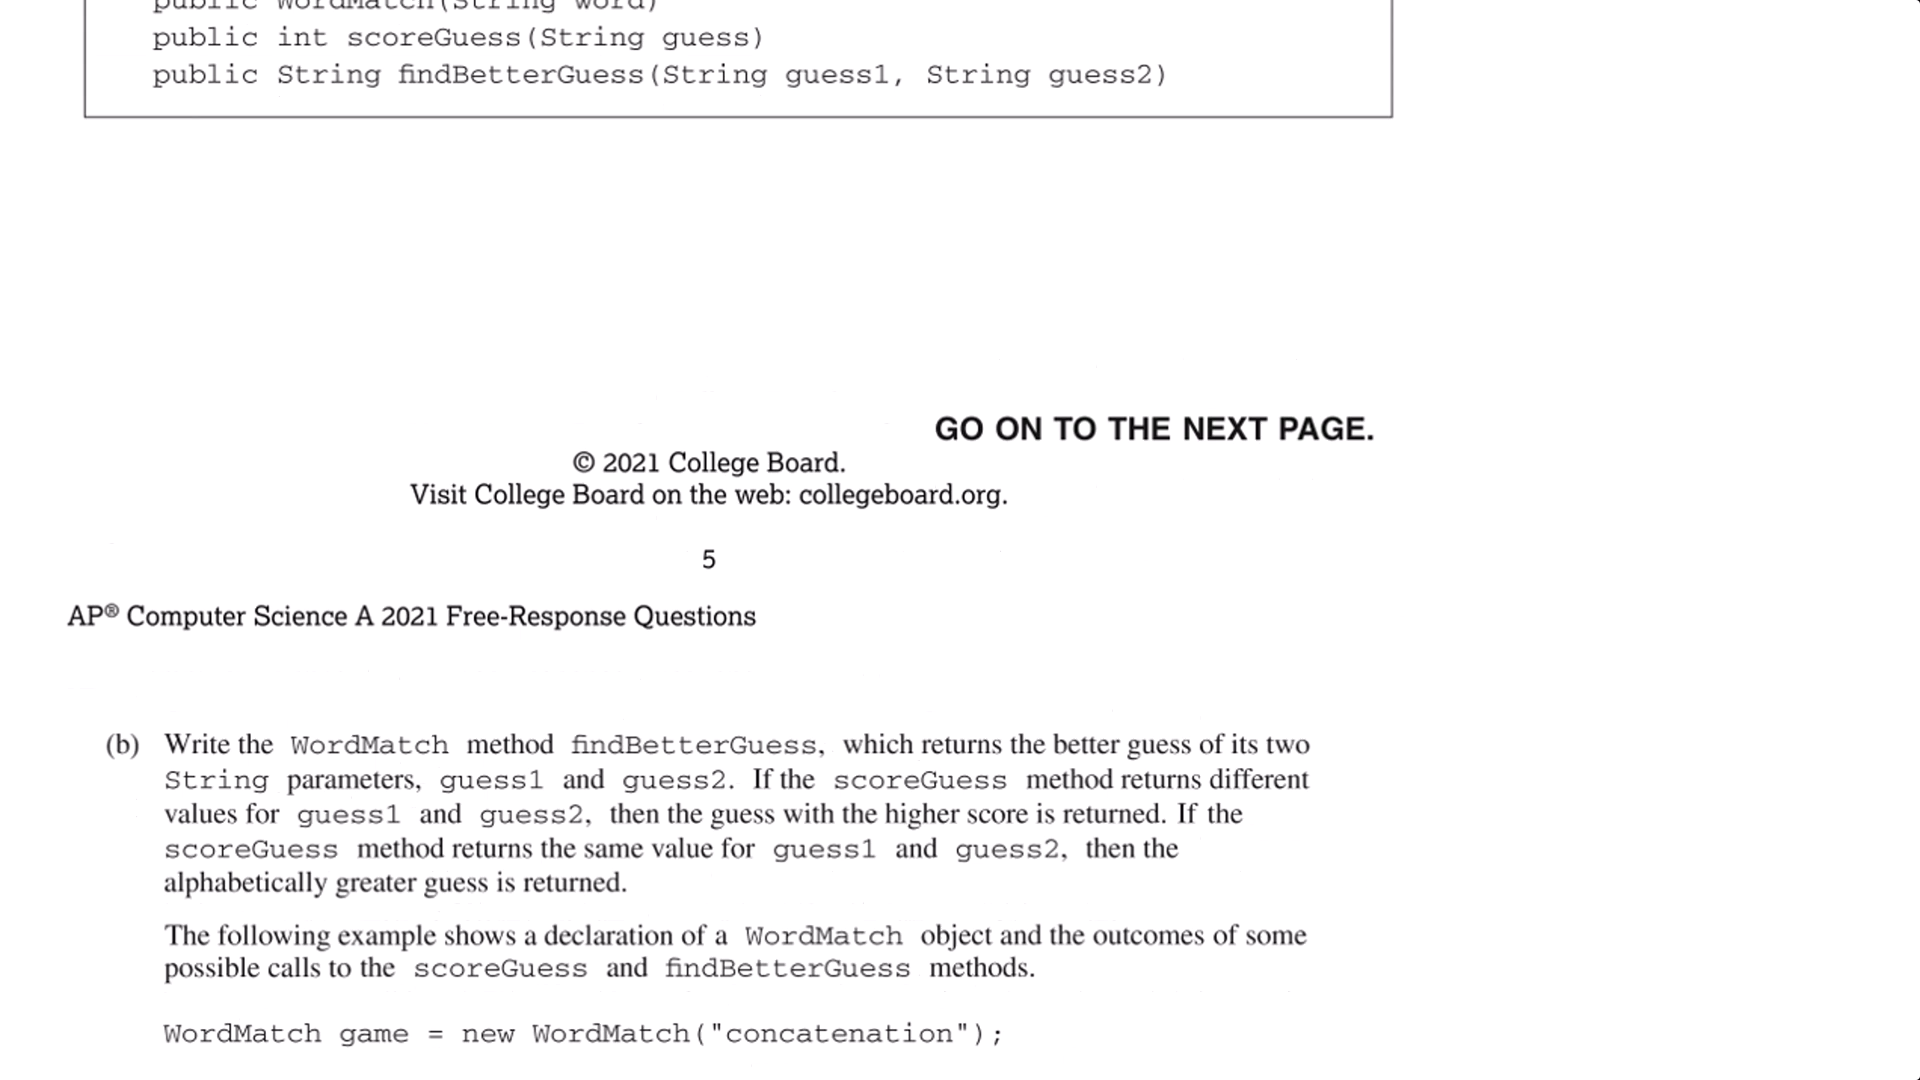 public WordMatch(String word)
public int scoreGuess(String guess)
public String findBetterGuess(String guess1, String guess2)
GO ON TO THE NEXT PAGE.
© 2021 College Board.
Visit College Board on the web: collegeboard.org.
5
AP® Computer Science A 2021 Free-Response Questions
(b) Write the WordMatch method findBetterGuess, which returns the better guess of its two
String parameters, guess1 and guess2. If the scoreGuess method returns different
values for guess1 and guess2, then the guess with the higher score is returned. If the
scoreGuess method returns the same value for guess1 and guess2, then the
alphabetically greater guess is returned.
The following example shows a declaration of a WordMatch object and the outcomes of some
possible calls to the scoreGuess and findBetterGuess methods.
WordMatch game = new WordMatch("concatenation");